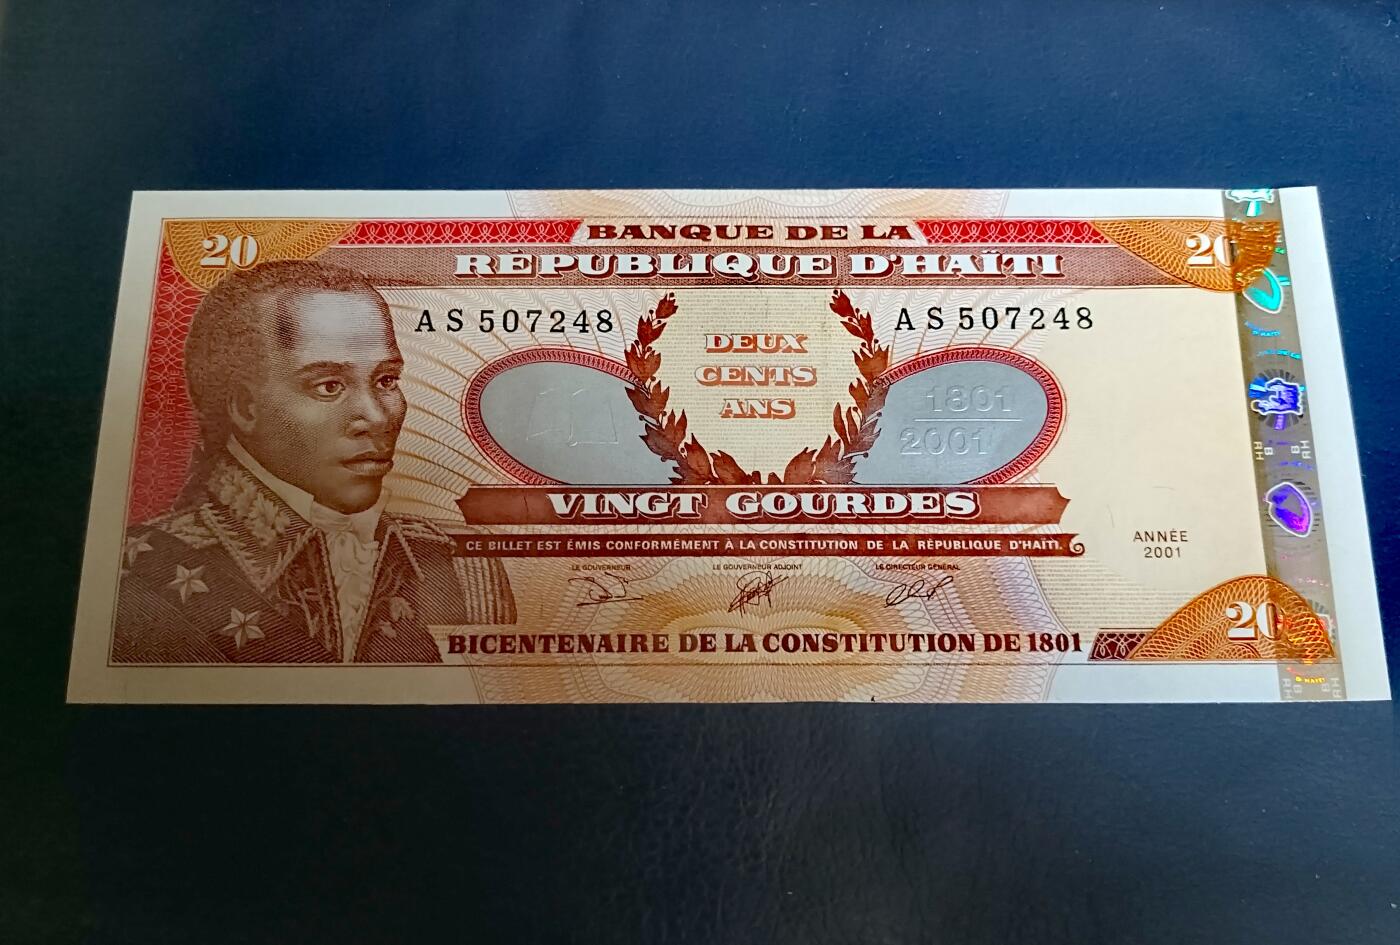 BANQUE DE LA
RÉPUBLIQUE D'HAÏTI
20
20
AS 507248
AS 507248
DEUX
CENTS
ANS
1801
2001
VINGT GOURDES
CE BILLET EST ÉMIS CONFORMÉMENT À LA CONSTITUTION DE LA RÉPUBLIQUE D'HAÏTI.
ANNÉE
2001
LE GOUVERNEUR
LE GOUVERNEUR ADJOINT
LE DIRECTEUR GÉNÉRAL
BICENTENAIRE DE LA CONSTITUTION DE 1801
20